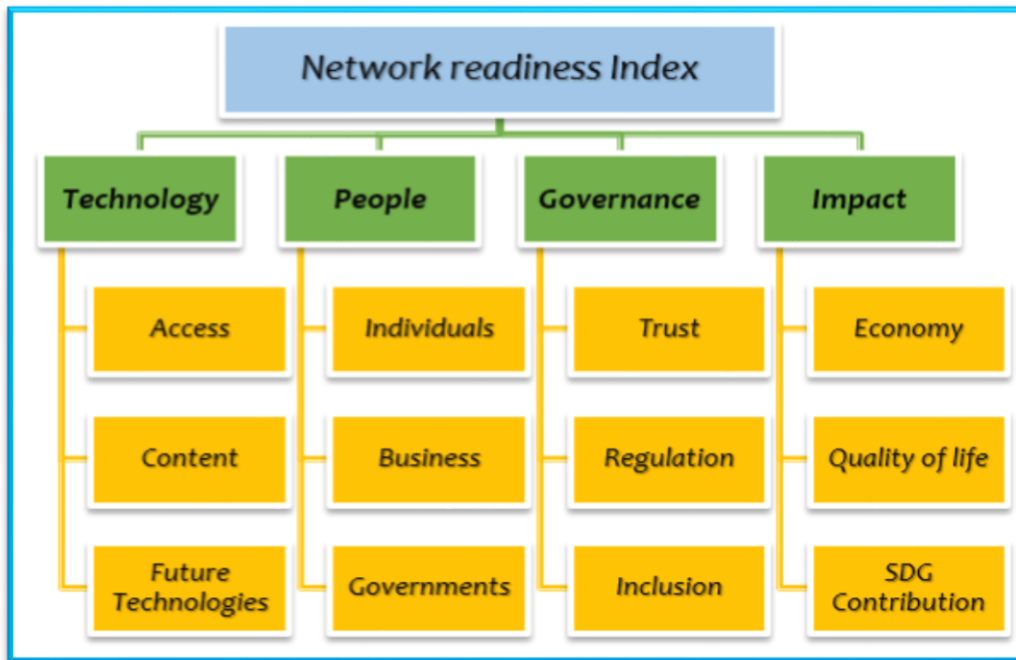 Network readiness Index
Technology
People
Governance
Impact
Access
Individuals
Trust
Economy
Content
Business
Regulation
Quality of life
Future
Technologies
Governments
Inclusion
SDG
Contribution